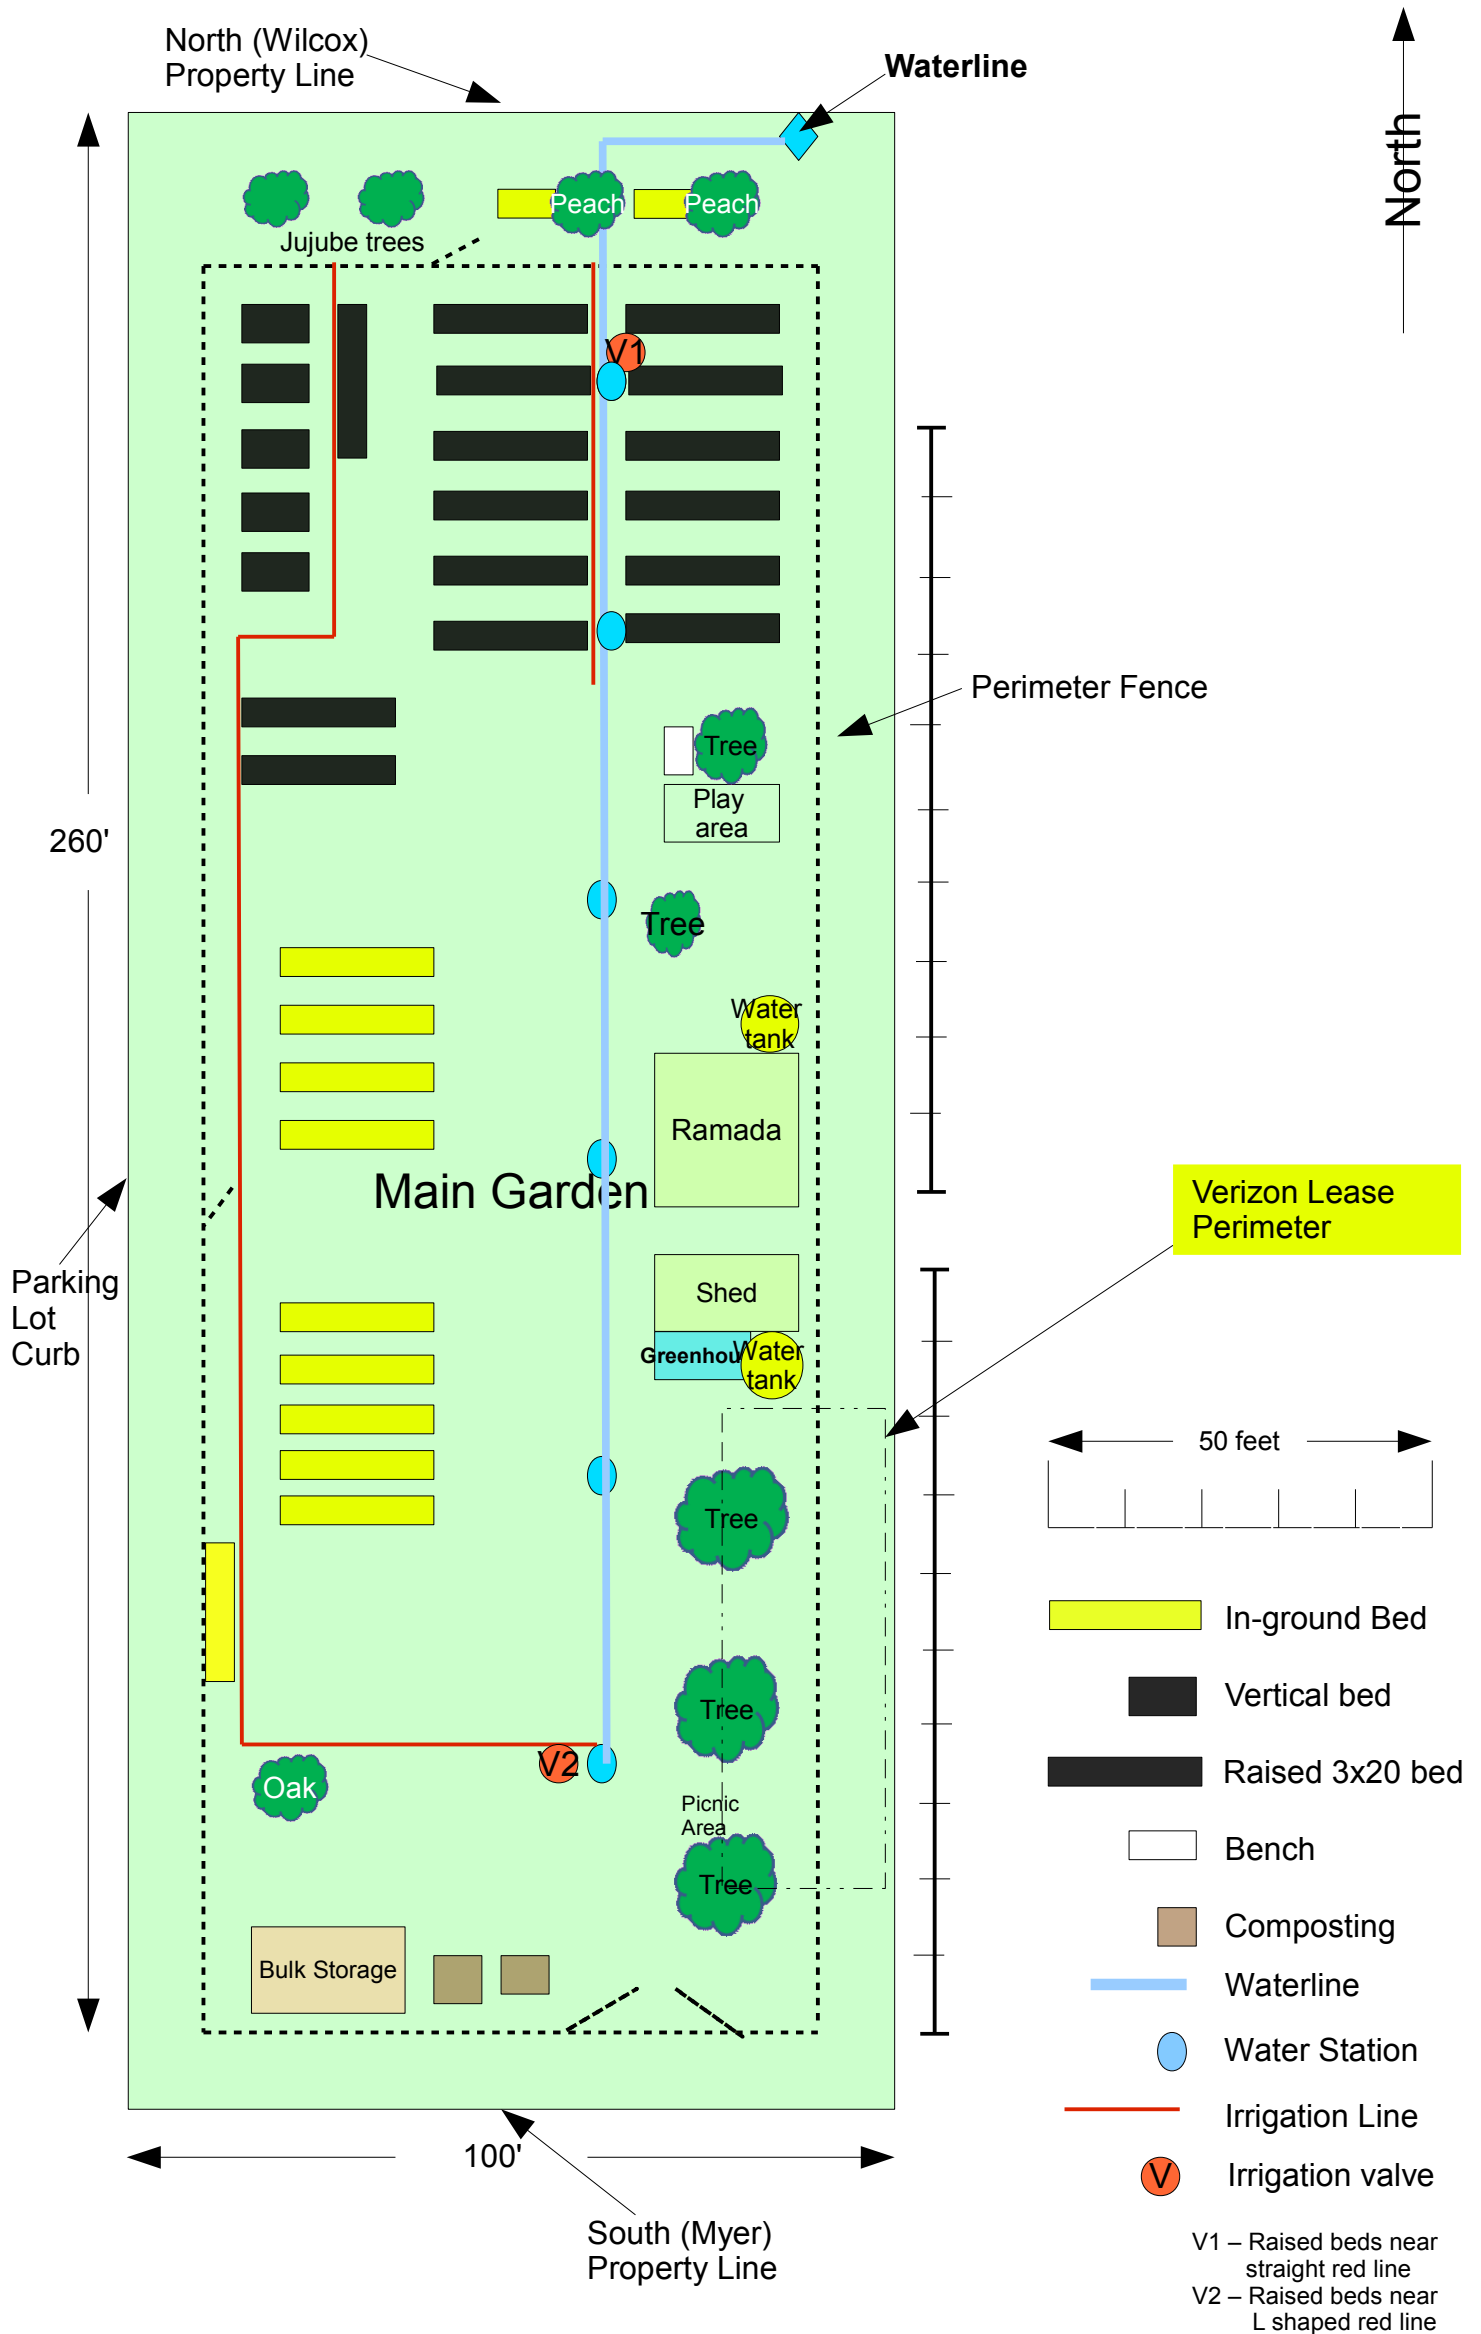 North (Wilcox)
Property Line
Waterline
North
Peach
Peach
Jujube trees
V1
Perimeter Fence
Tree
Play
area
260'
Tree
Water
tank
Ramada
Main Garden
Verizon Lease
Perimeter
Parking
Lot
Curb
Shed
Greenhou
Water
tank
50 feet
Tree
In-ground Bed
Vertical bed
Tree
V2
Oak
Raised 3x20 bed
Picnic
Area
Bench
Tree
Composting
Bulk Storage
Waterline
Water Station
Irrigation Line
100'
V
Irrigation valve
South (Myer)
Property Line
V1 – Raised beds near
straight red line
V2 – Raised beds near
L shaped red line